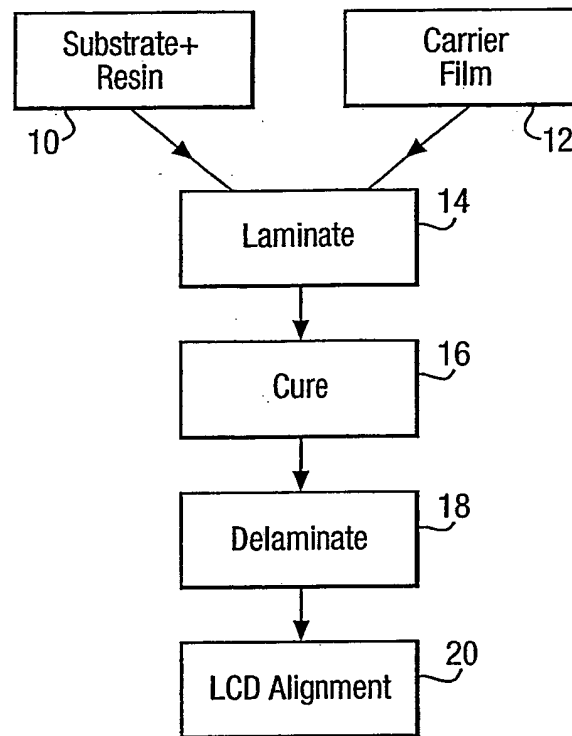 Substrate+
Resin
Carrier
Film
10
12
14
Laminate
16
Cure
18
Delaminate
20
LCD Alignment